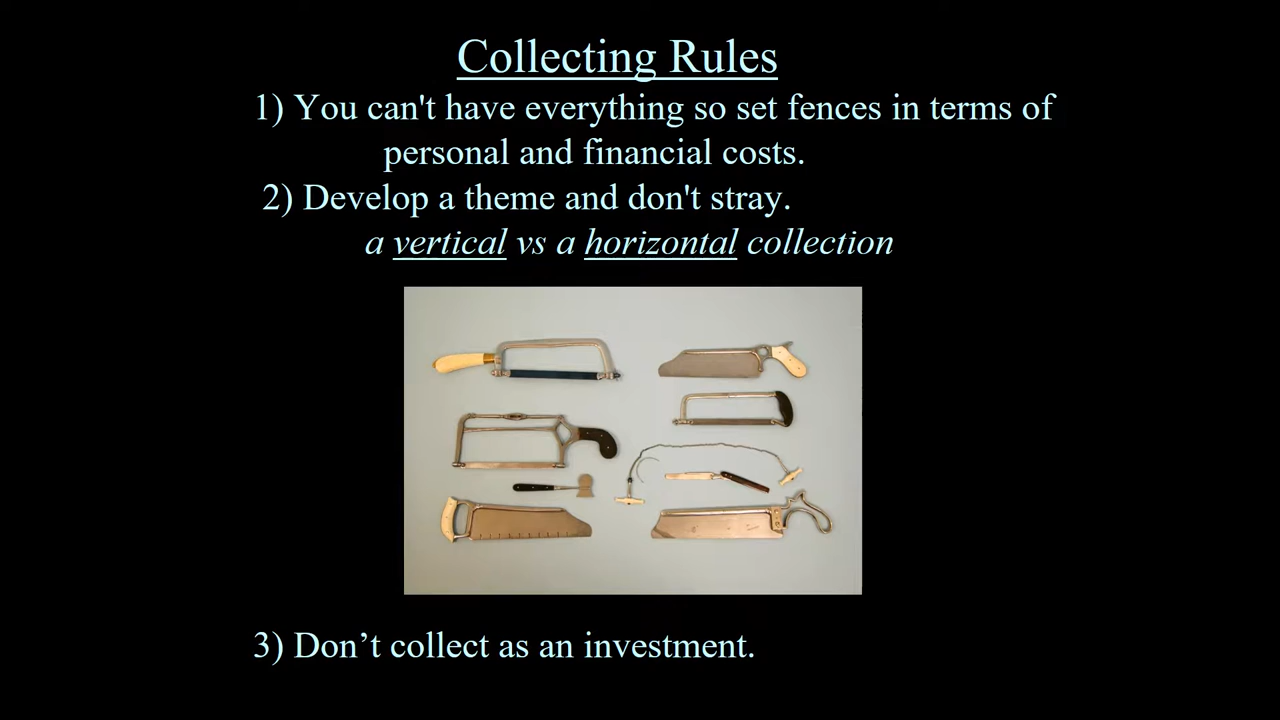 Collecting Rules
1) You can't have everything so set fences in terms of
personal and financial costs.
2) Develop a theme and don't stray.
a vertical vs a horizontal collection
3) Don’t collect as an investment.